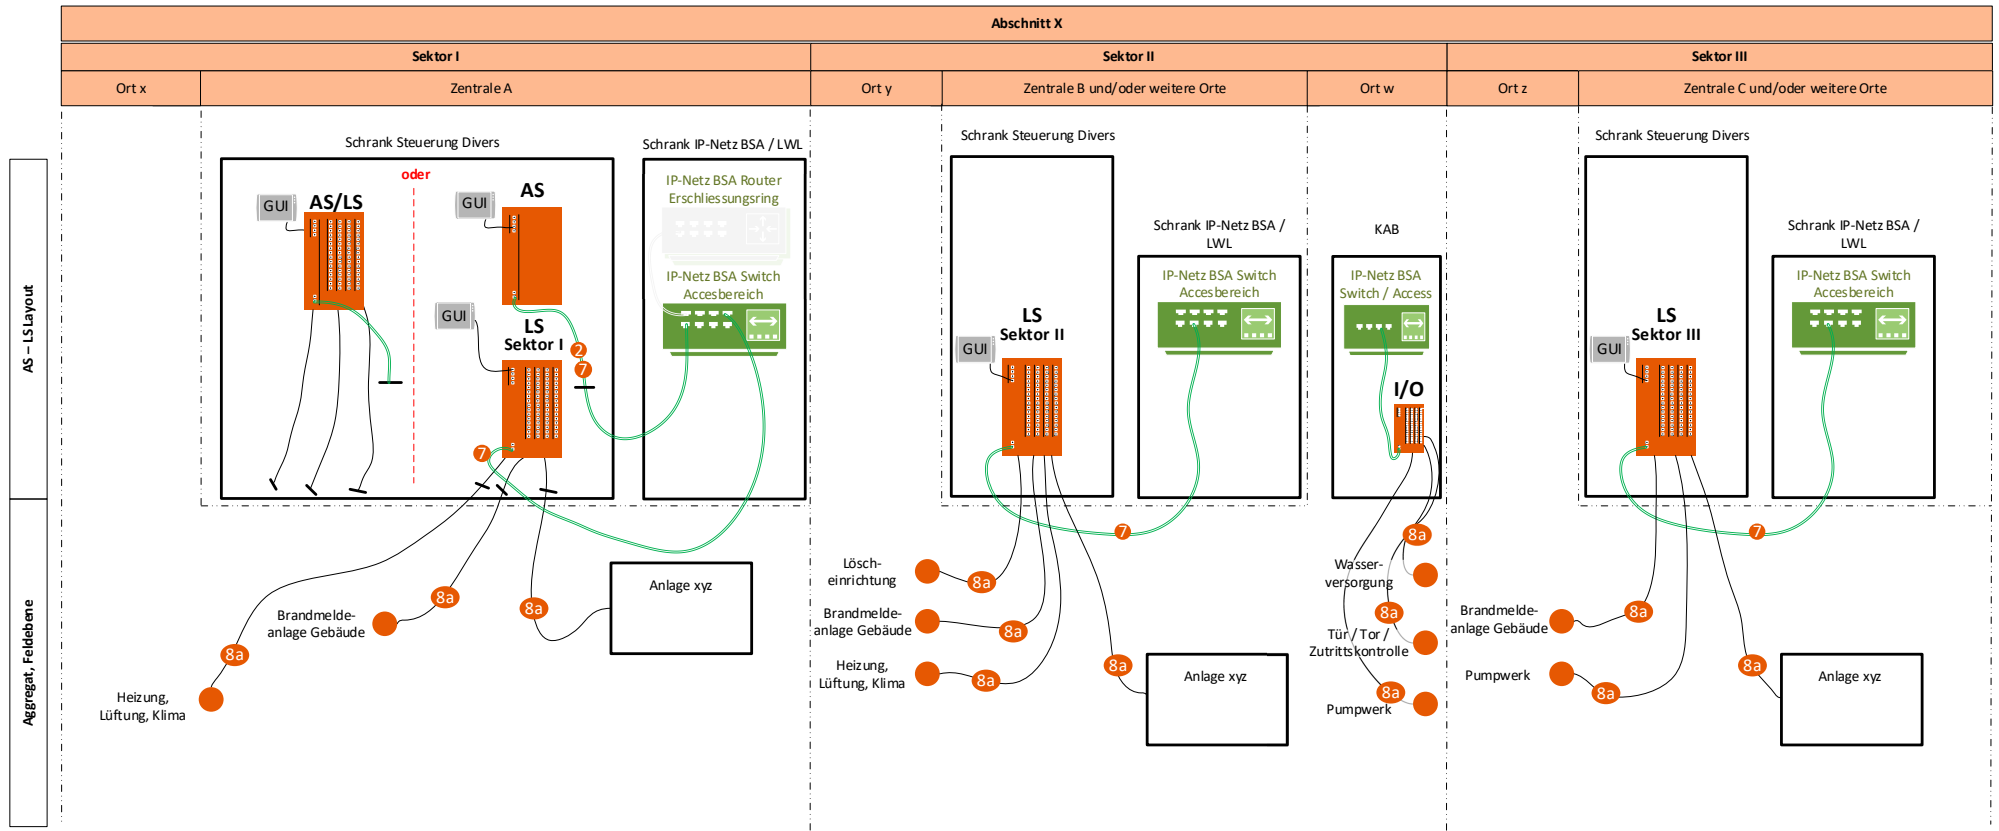 Abschnitt X
Sektor I
Sektor II
Sektor III
Ort x
Zentrale A
Ort y
Zentrale B und/oder weitere Orte
Ort w
Ort z
Zentrale C und/oder weitere Orte
AS – LS Layout
Aggregat, Feldebene
Schrank Steuerung Divers
oder
GUI
AS/LS
GUI
AS
GUI
LS
Sektor I
2
7
7
Schrank IP-Netz BSA / LWL
IP-Netz BSA Router
Erschliessungsring
IP-Netz BSA Switch
Accesbereich
8a
8a
8a
Heizung,
Lüftung, Klima
Brandmelde-
anlage Gebäude
Anlage xyz
Schrank Steuerung Divers
LS
Sektor II
GUI
Schrank IP-Netz BSA /
LWL
IP-Netz BSA Switch
Accesbereich
7
Lösch-
einrichtung
8a
Brandmelde-
anlage Gebäude
8a
Heizung,
Lüftung, Klima
8a
8a
Anlage xyz
KAB
IP-Netz BSA
Switch / Access
I/O
8a
Wasser-
versorgung
8a
Tür / Tor /
Zutrittskontrolle
8a
Pumpwerk
Schrank Steuerung Divers
LS
Sektor III
GUI
Schrank IP-Netz BSA /
LWL
IP-Netz BSA Switch
Accesbereich
7
Brandmelde-
anlage Gebäude
8a
Pumpwerk
8a
8a
Anlage xyz